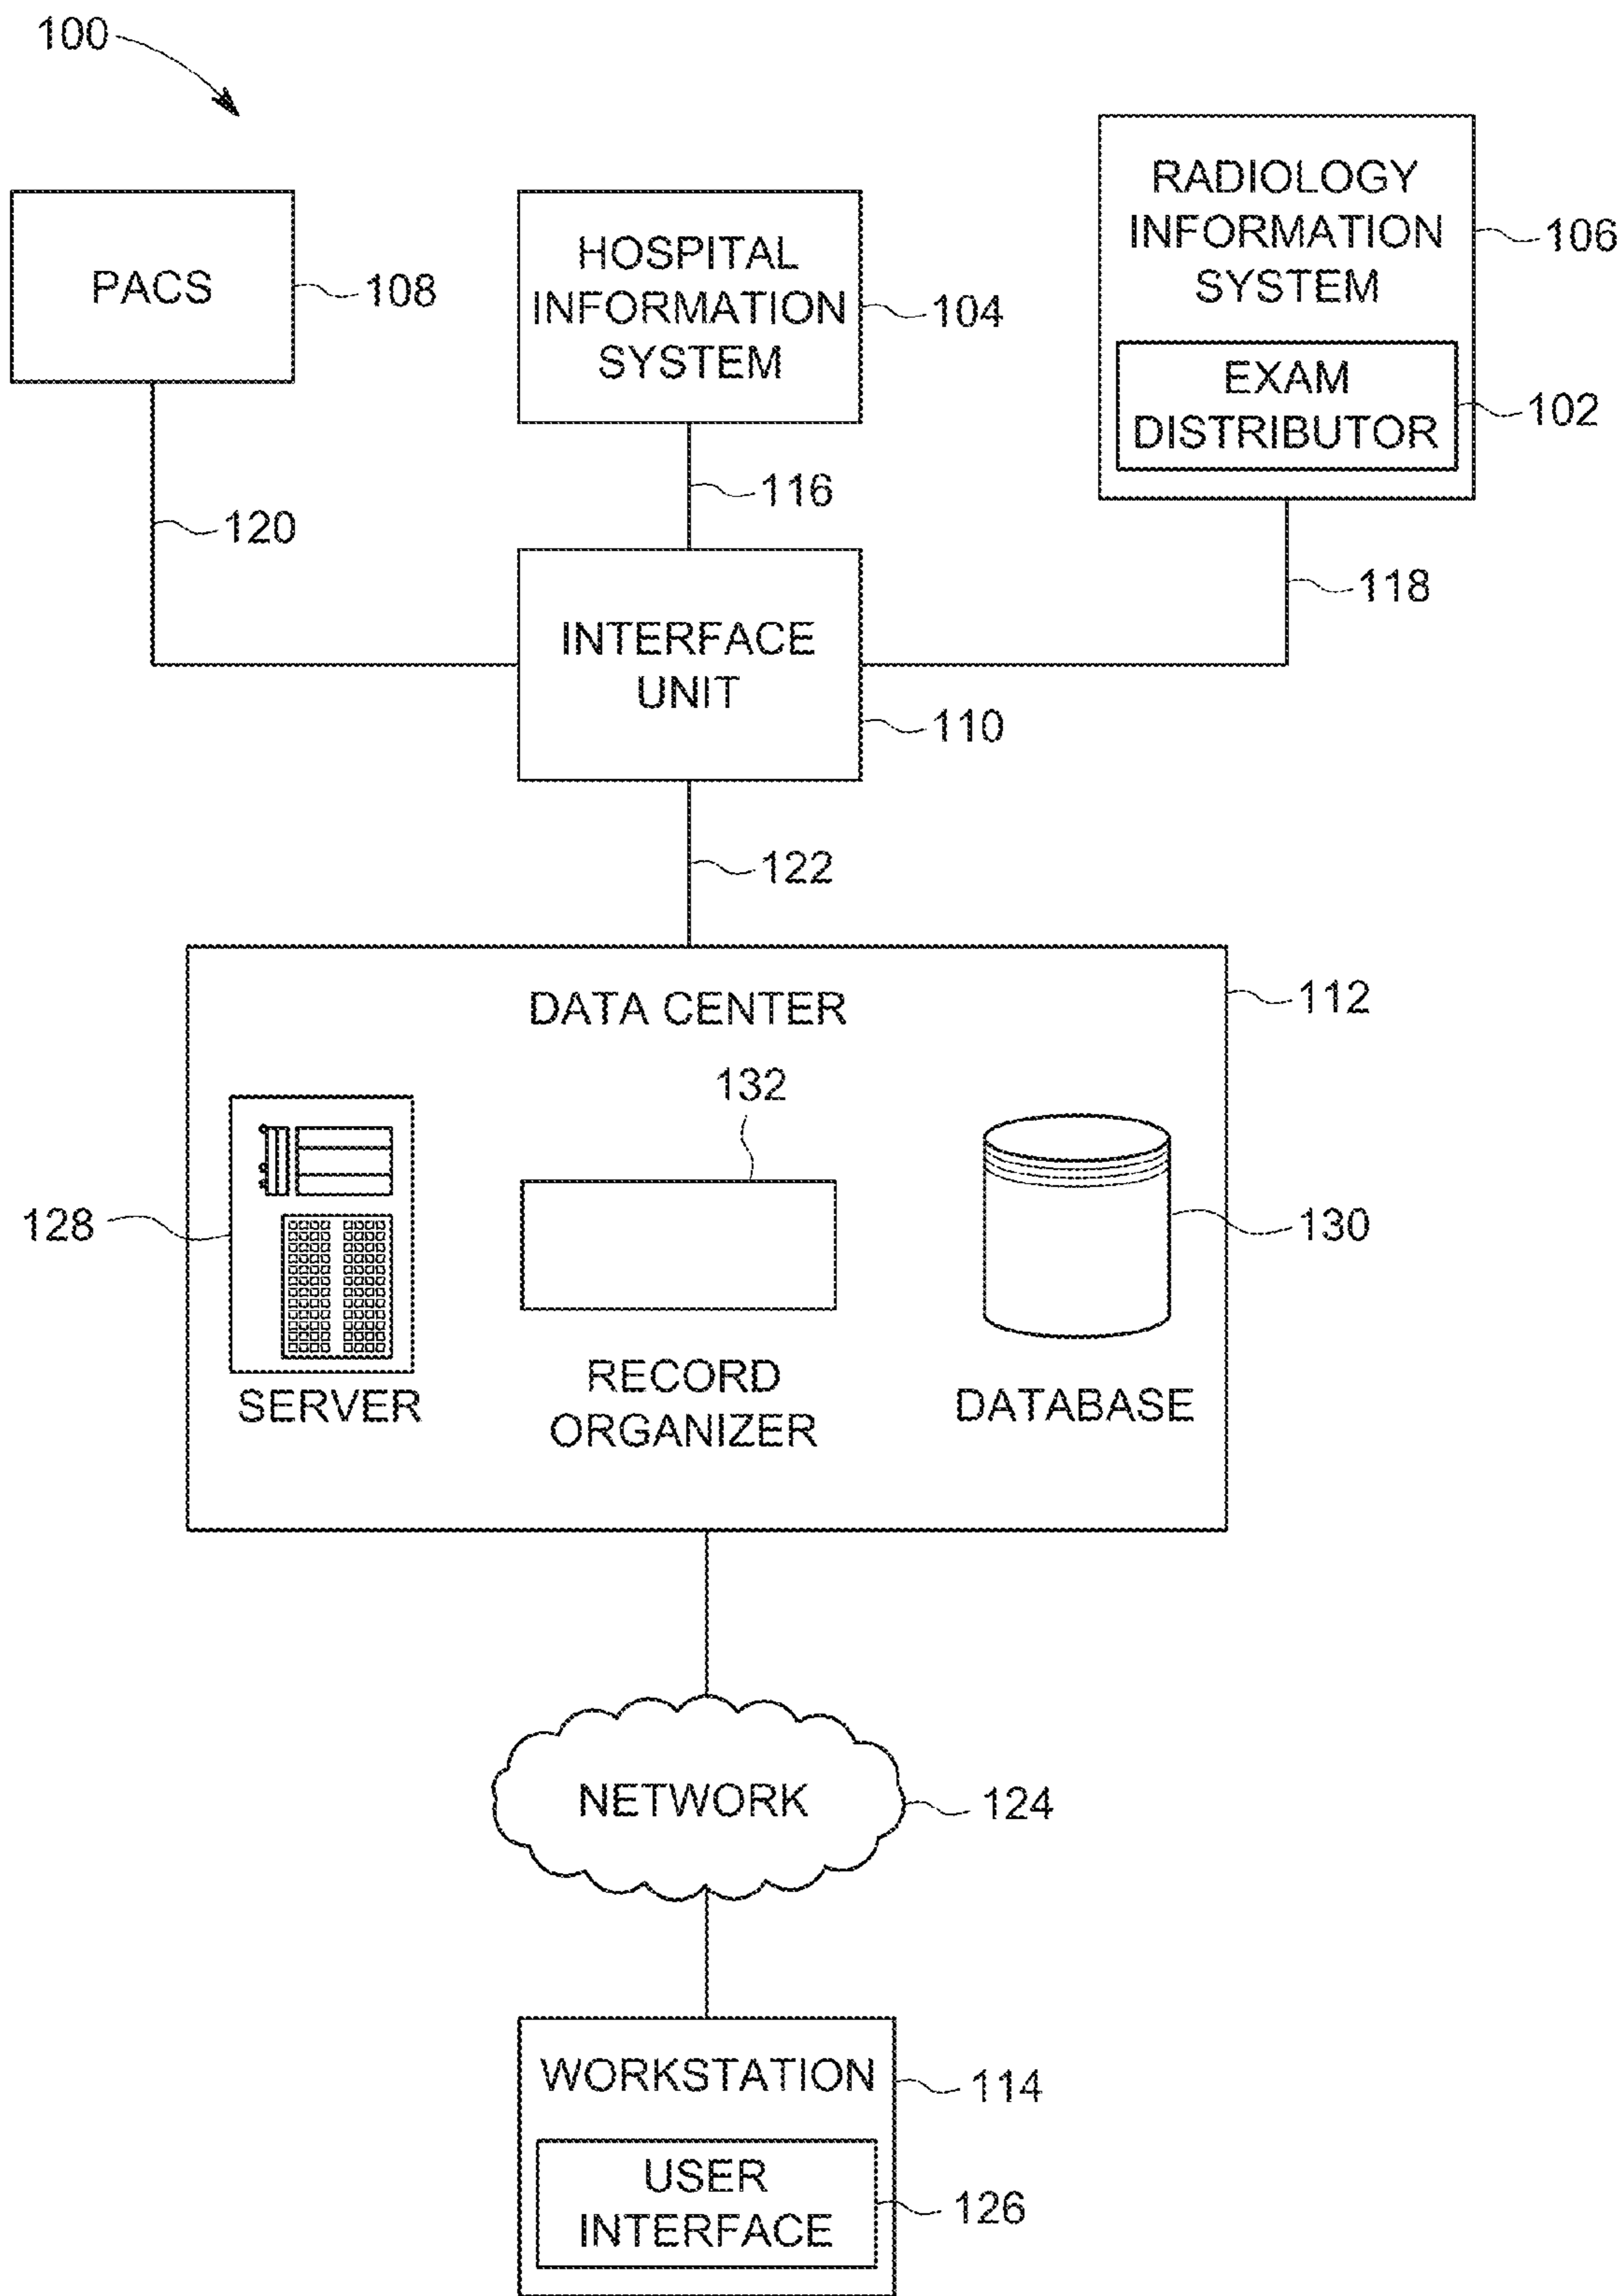 100
PACS
108
HOSPITAL
INFORMATION
SYSTEM
104
RADIOLOGY
INFORMATION
SYSTEM
106
EXAM
DISTRIBUTOR
102
120
116
118
INTERFACE
UNIT
110
122
DATA CENTER
112
132
128
130
SERVER
RECORD
ORGANIZER
DATABASE
NETWORK
124
WORKSTATION
114
USER
INTERFACE
126